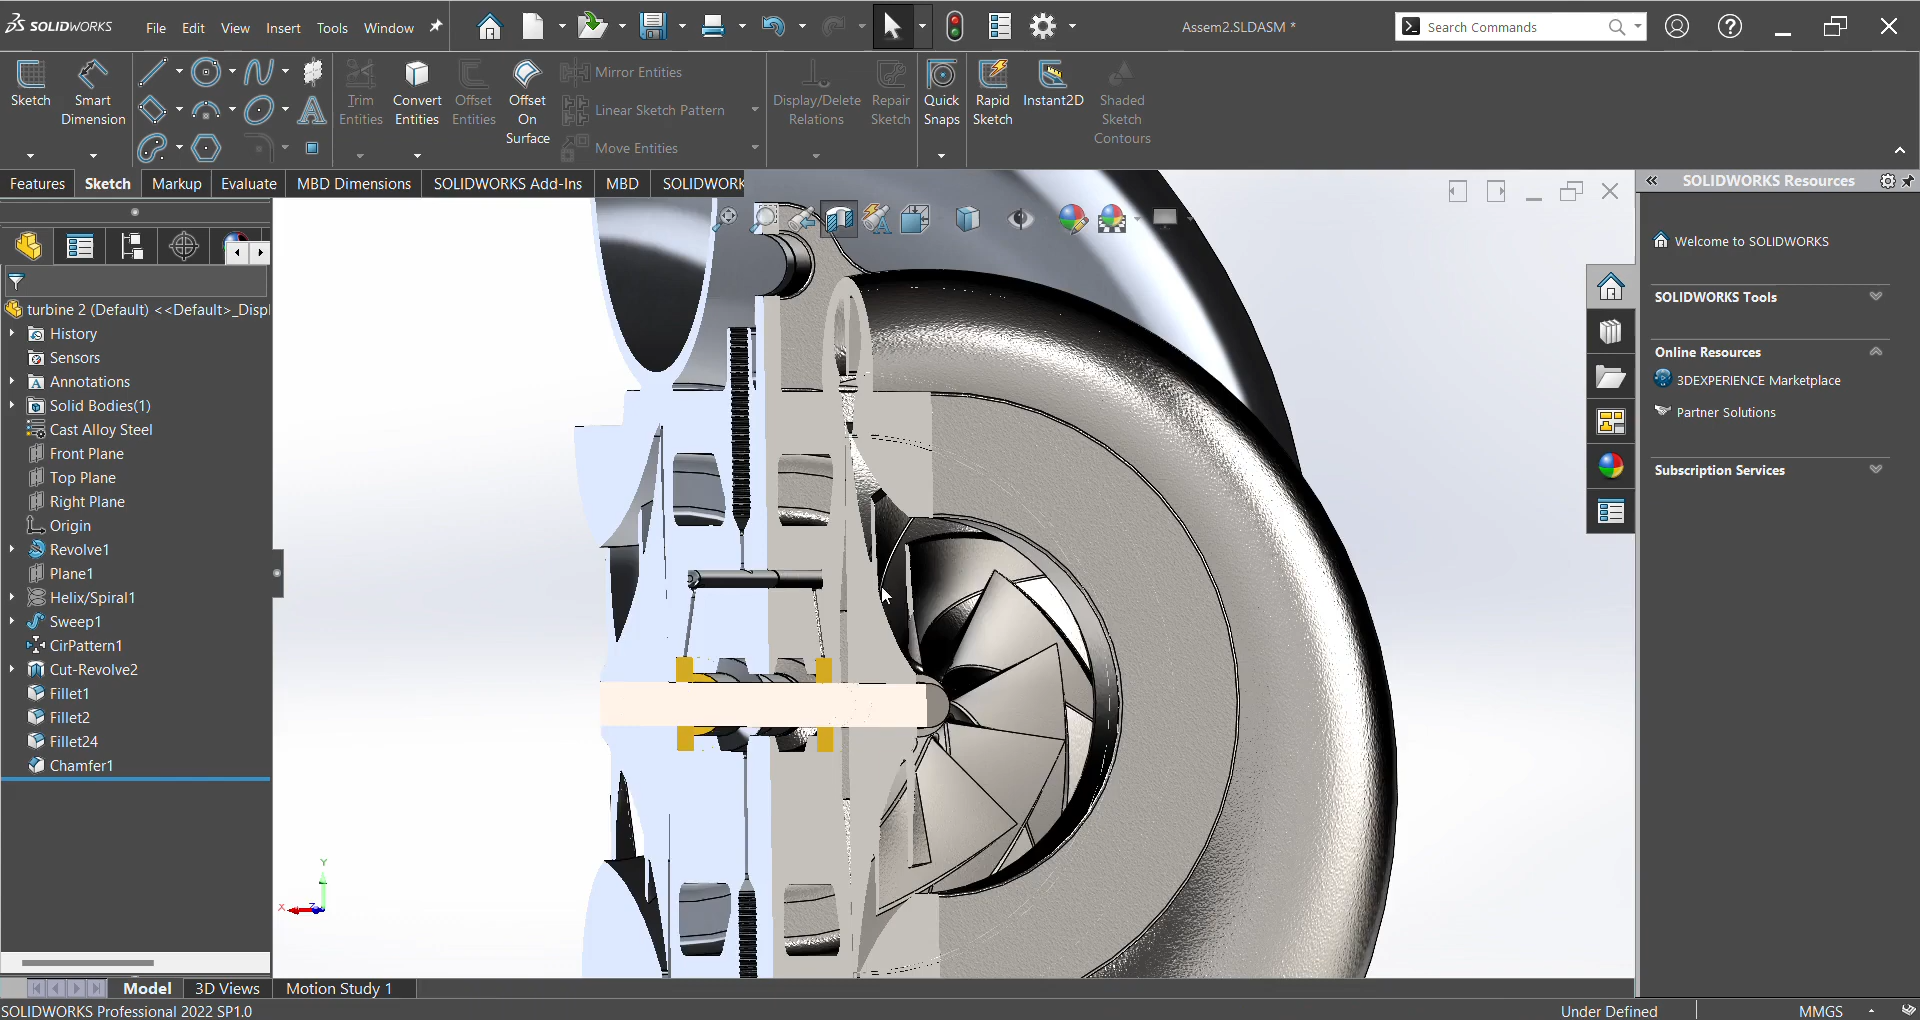 SOLIDWORKS File Edit View Insert Tools Window Assem2.SLDASM * Search Commands
Sketch
Smart Dimension
Trim Entities
Convert Entities
Offset Entities
Offset On Surface
Mirror Entities
Linear Sketch Pattern
Move Entities
Display/Delete Relations
Repair Sketch
Quick Snaps
Rapid Sketch
Instant2D
Shaded Sketch Contours
Features Sketch Markup Evaluate MBD Dimensions SOLIDWORKS Add-Ins MBD SOLIDWORK
turbine 2 (Default) <<Default>_Displ
History
Sensors
Annotations
Solid Bodies(1)
Cast Alloy Steel
Front Plane
Top Plane
Right Plane
Origin
Revolve1
Plane1
Helix/Spiral1
Sweep1
CirPattern1
Cut-Revolve2
Fillet1
Fillet2
Fillet24
Chamfer1
Y
X Z
SOLIDWORKS Resources
Welcome to SOLIDWORKS
SOLIDWORKS Tools
Online Resources
3DEXPERIENCE Marketplace
Partner Solutions
Subscription Services
Model 3D Views Motion Study 1
SOLIDWORKS Professional 2022 SP1.0 Under Defined MMGS